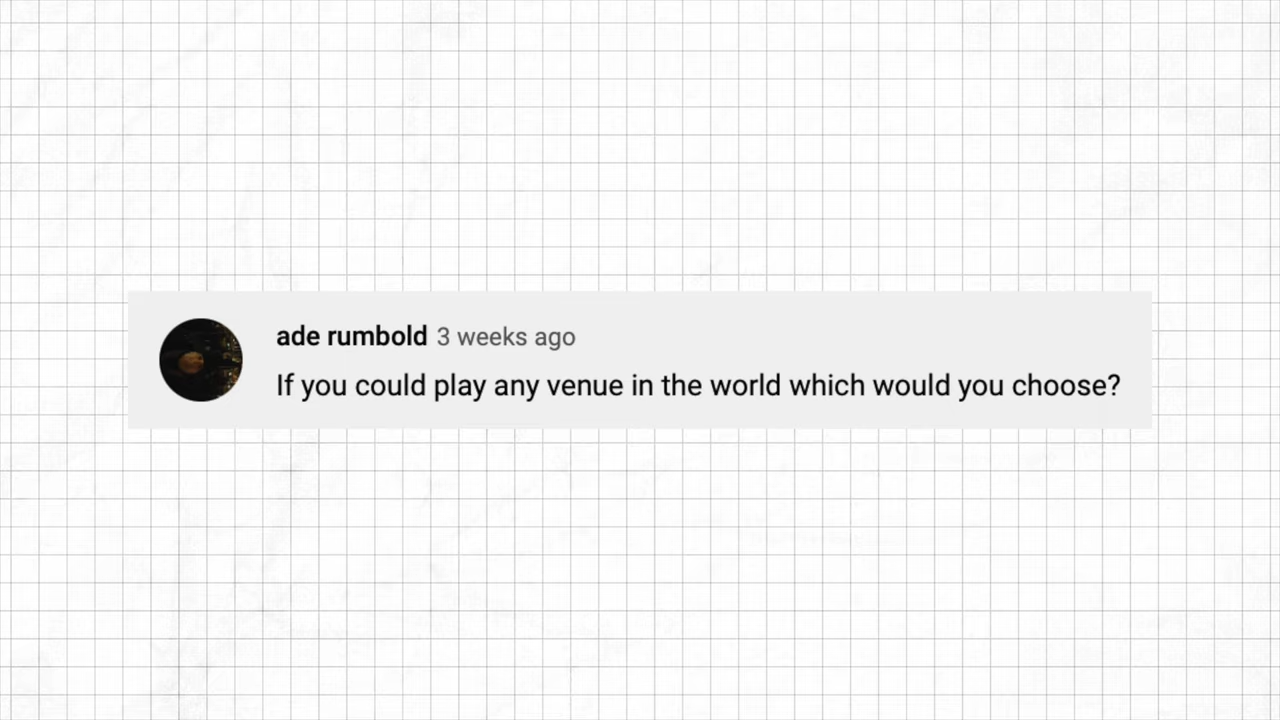 ade rumbold 3 weeks ago
If you could play any venue in the world which would you choose?